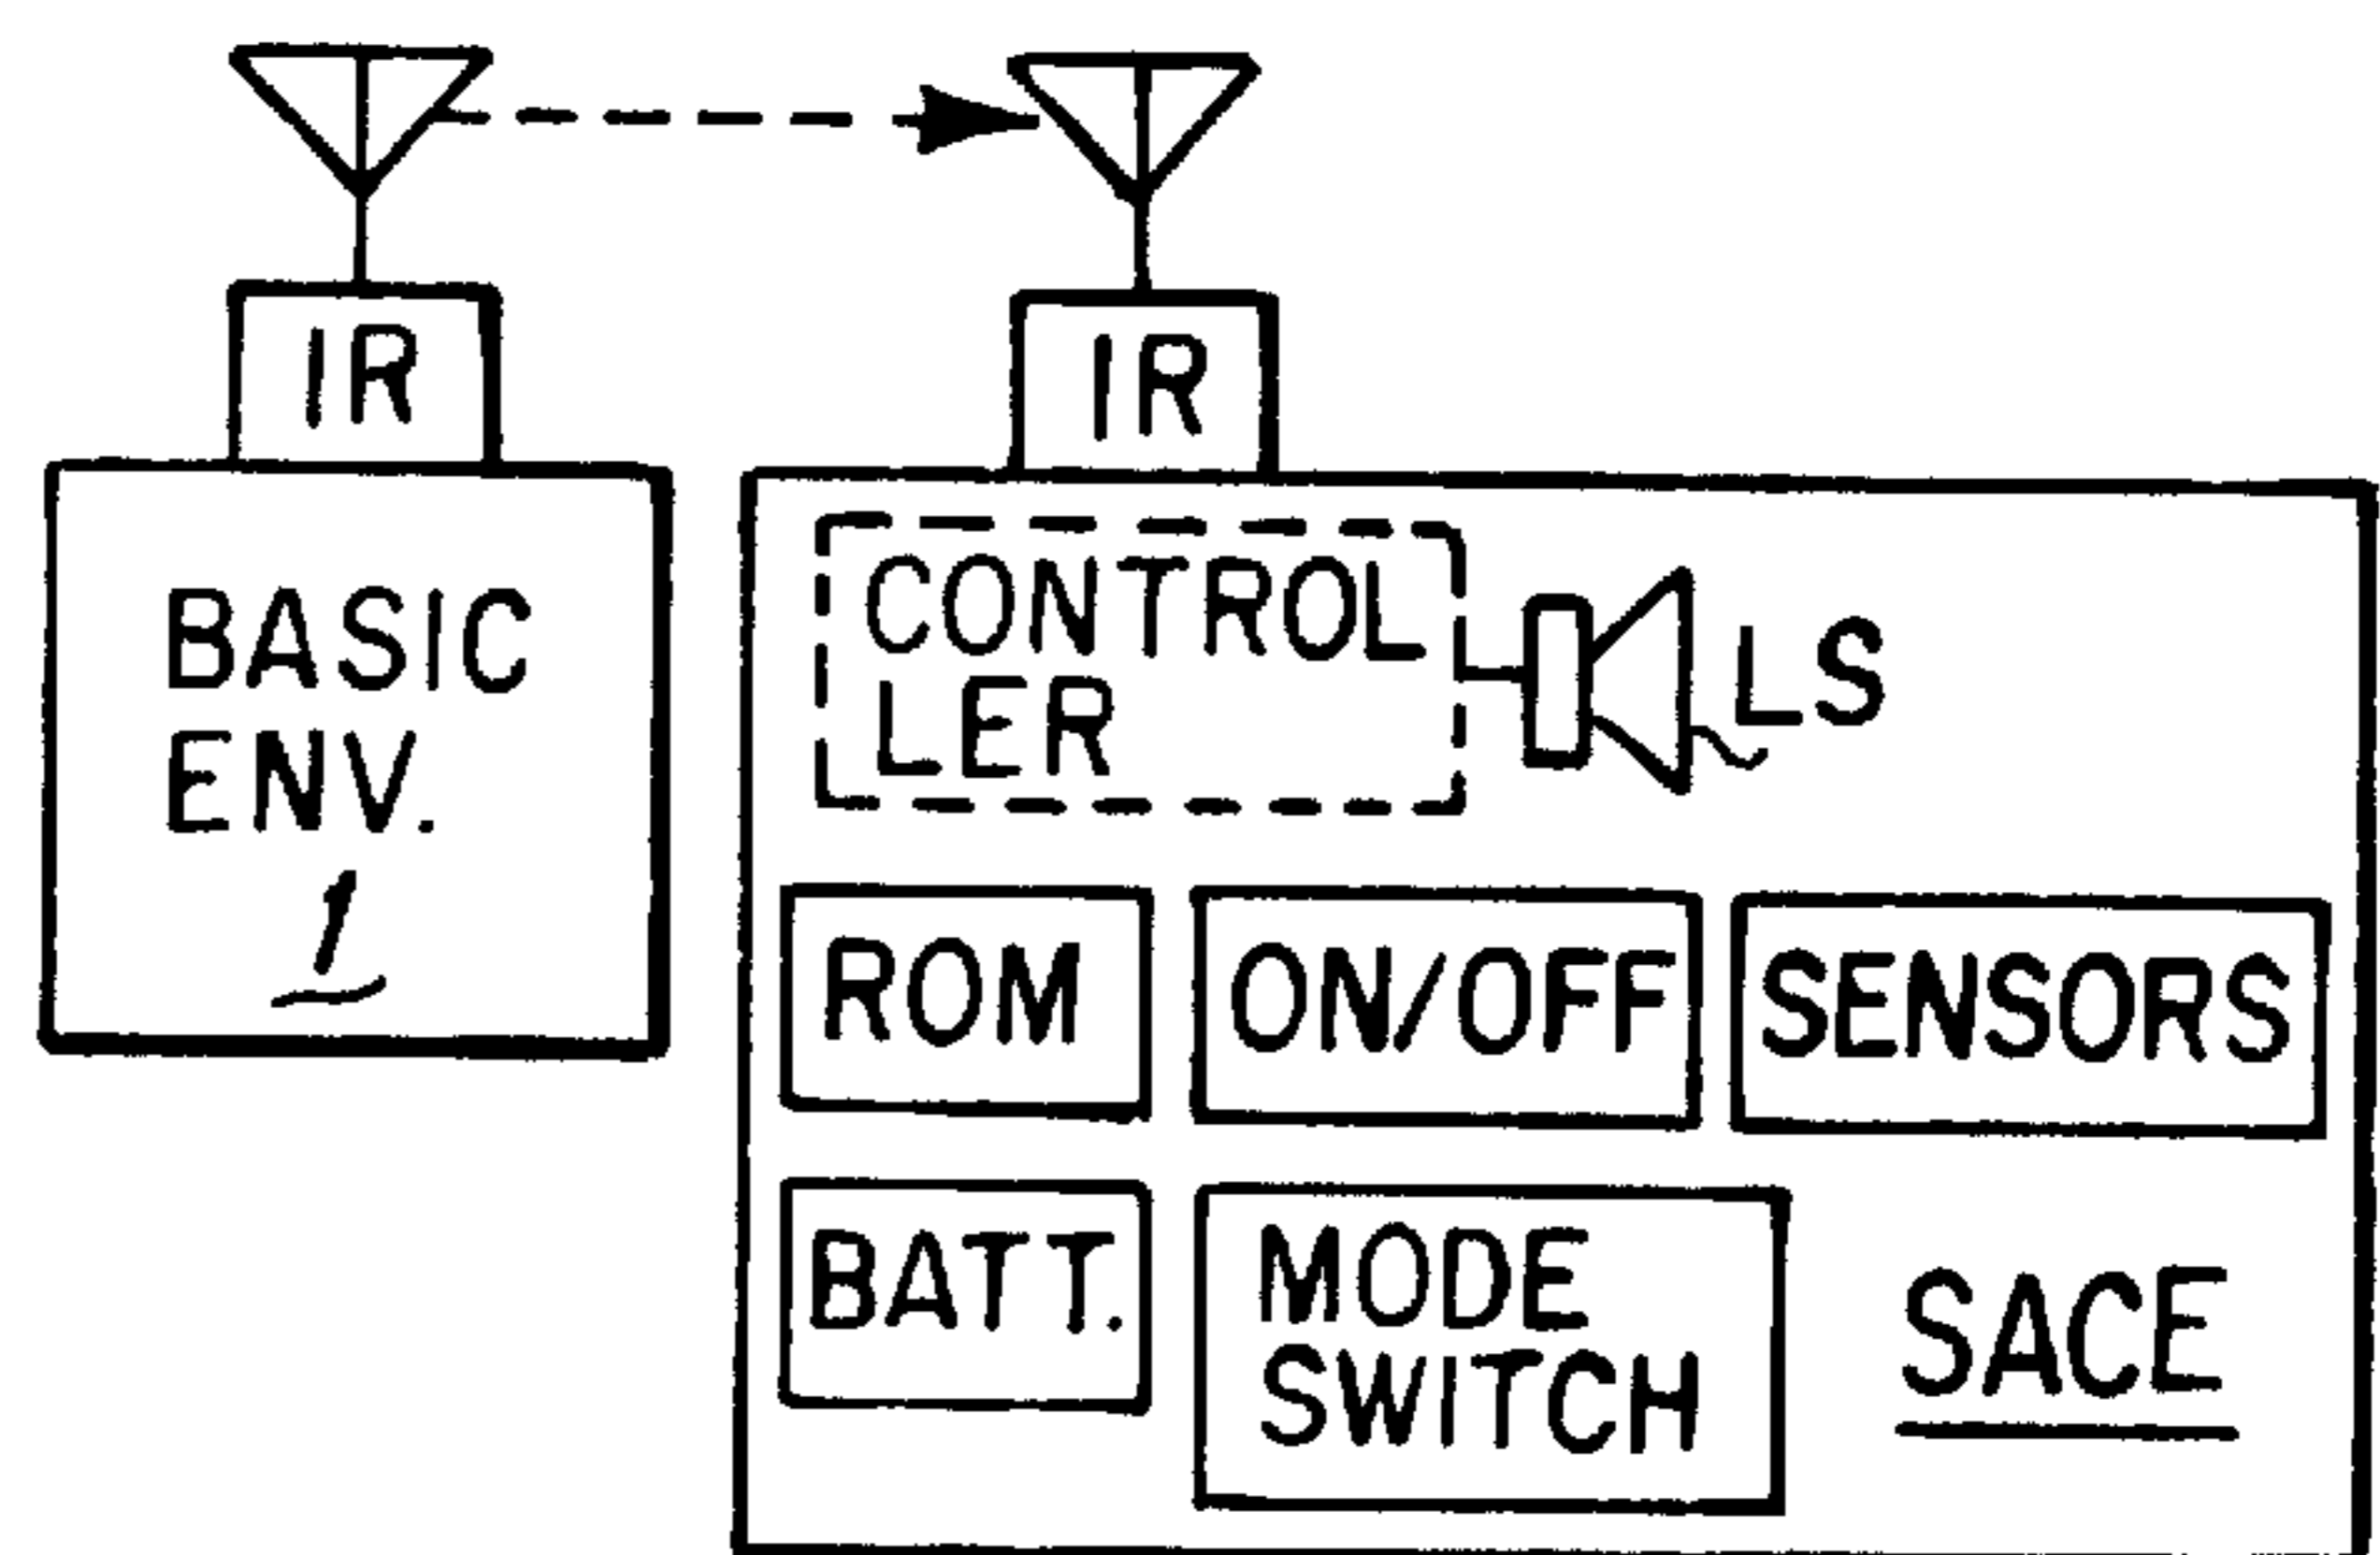 IR
IR
BASIC
ENV.
1
CONTROL
LER
LS
ROM
ON/OFF
SENSORS
BATT.
MODE
SWITCH
SACE